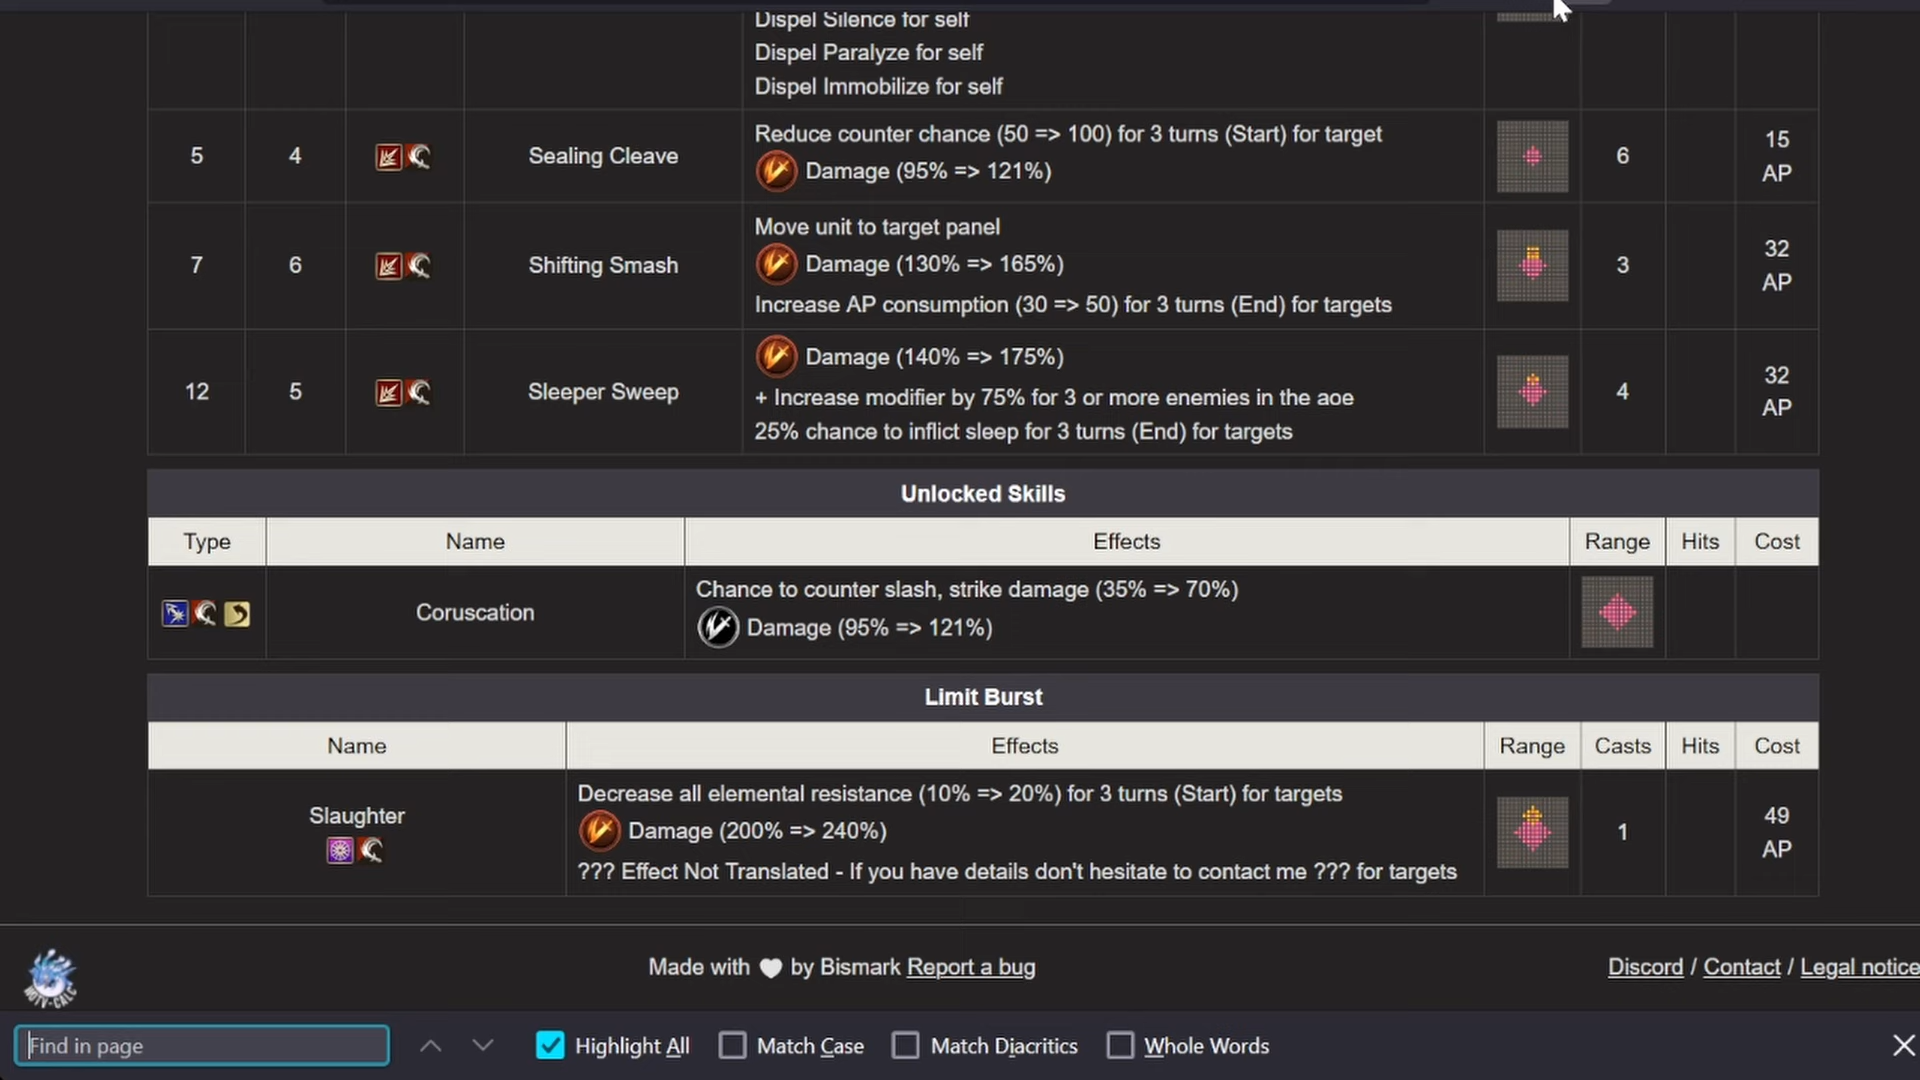 Dispel Silence for self
Dispel Paralyze for self
Dispel Immobilize for self
5 4 Sealing Cleave Reduce counter chance (50 => 100) for 3 turns (Start) for target
Damage (95% => 121%) 6 15 AP
7 6 Shifting Smash Move unit to target panel
Damage (130% => 165%) 3 32 AP
Increase AP consumption (30 => 50) for 3 turns (End) for targets
12 5 Sleeper Sweep Damage (140% => 175%) 4 32 AP
+ Increase modifier by 75% for 3 or more enemies in the aoe
25% chance to inflict sleep for 3 turns (End) for targets
Unlocked Skills
Type Name Effects Range Hits Cost
Coruscation Chance to counter slash, strike damage (35% => 70%)
Damage (95% => 121%)
Limit Burst
Name Effects Range Casts Hits Cost
Slaughter Decrease all elemental resistance (10% => 20%) for 3 turns (Start) for targets
Damage (200% => 240%) 1 49 AP
??? Effect Not Translated - If you have details don't hesitate to contact me ??? for targets
WOTV-CALC
Made with by Bismark Report a bug
Discord / Contact / Legal notice
Find in page Highlight All Match Case Match Diacritics Whole Words